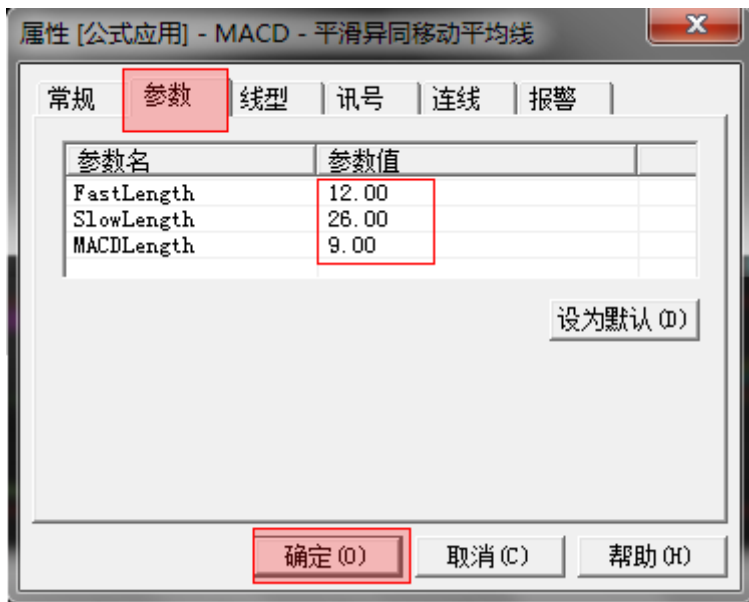 属性 [公式应用] - MACD - 平滑异同移动平均线
常规 参数 线型 讯号 连线 报警
参数名 参数值
FastLength 12.00
SlowLength 26.00
MACDLength 9.00
设为默认(D)
确定(O) 取消(C) 帮助(H)